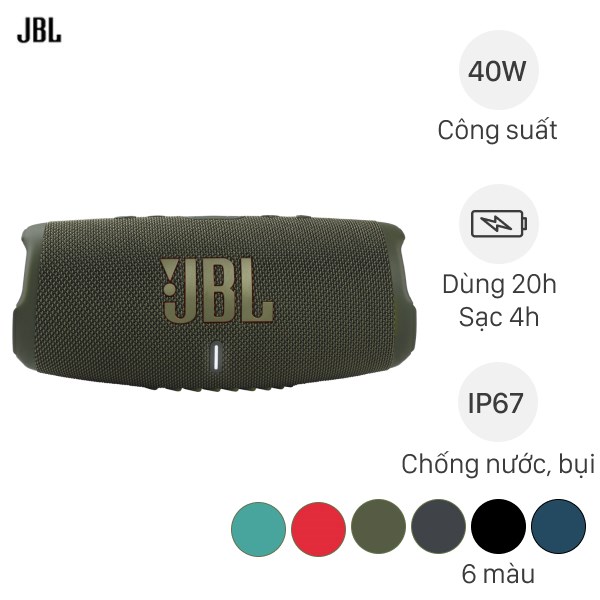 JBL
40W
Công suất
Dùng 20h
Sạc 4h
JBL
IP67
Chống nước, bụi
6 màu